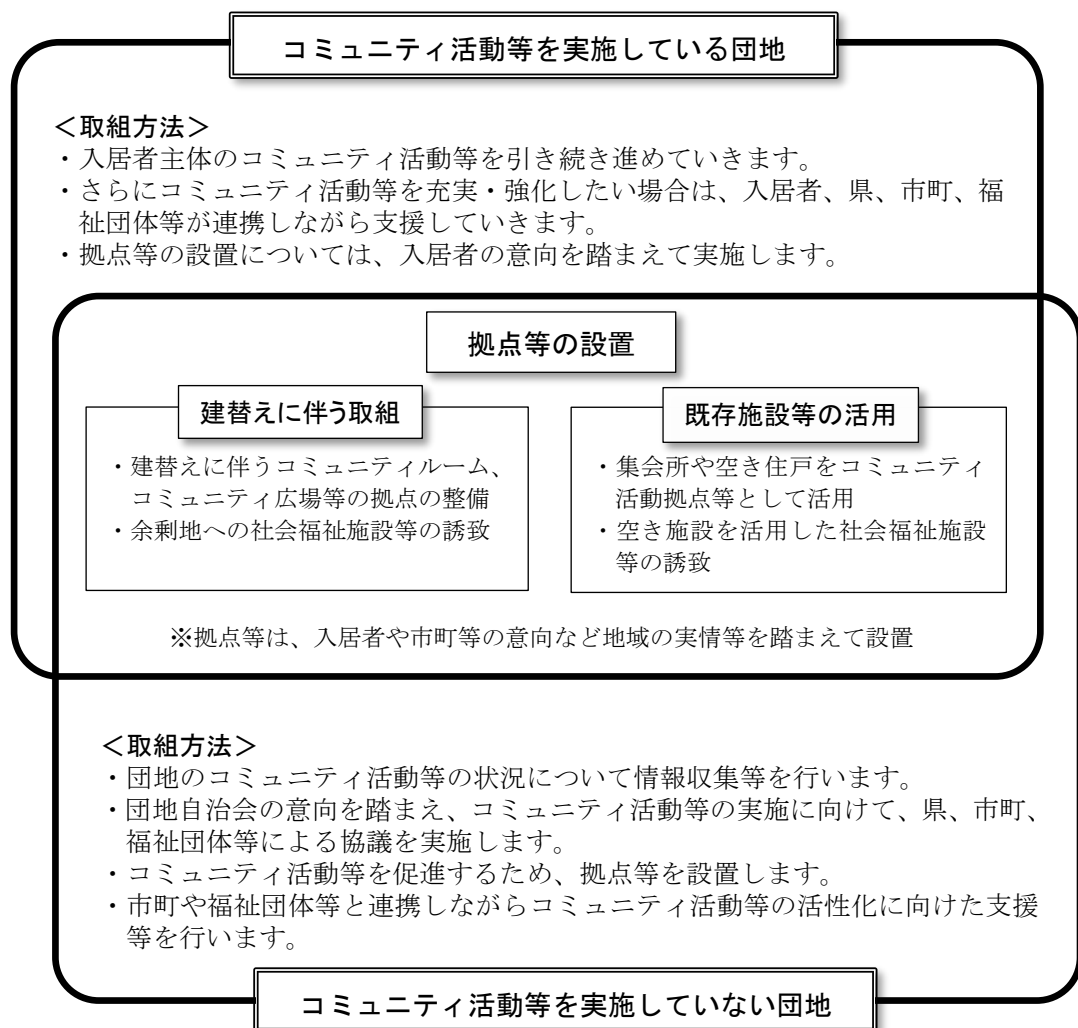 コミュニティ活動等を実施している団地
＜取組方法＞
・入居者主体のコミュニティ活動等を引き続き進めていきます。
・さらにコミュニティ活動等を充実・強化したい場合は、入居者、県、市町、福
祉団体等が連携しながら支援していきます。
・拠点等の設置については、入居者の意向を踏まえて実施します。
拠点等の設置
建替えに伴う取組
・建替えに伴うコミュニティルーム、
コミュニティ広場等の拠点の整備
・余剰地への社会福祉施設等の誘致
既存施設等の活用
・集会所や空き住戸をコミュニティ
活動拠点等として活用
・空き施設を活用した社会福祉施設
等の誘致
※拠点等は、入居者や市町等の意向など地域の実情等を踏まえて設置
＜取組方法＞
・団地のコミュニティ活動等の状況について情報収集等を行います。
・団地自治会の意向を踏まえ、コミュニティ活動等の実施に向けて、県、市町、
福祉団体等による協議を実施します。
・コミュニティ活動等を促進するため、拠点等を設置します。
・市町や福祉団体等と連携しながらコミュニティ活動等の活性化に向けた支援
等を行います。
コミュニティ活動等を実施していない団地